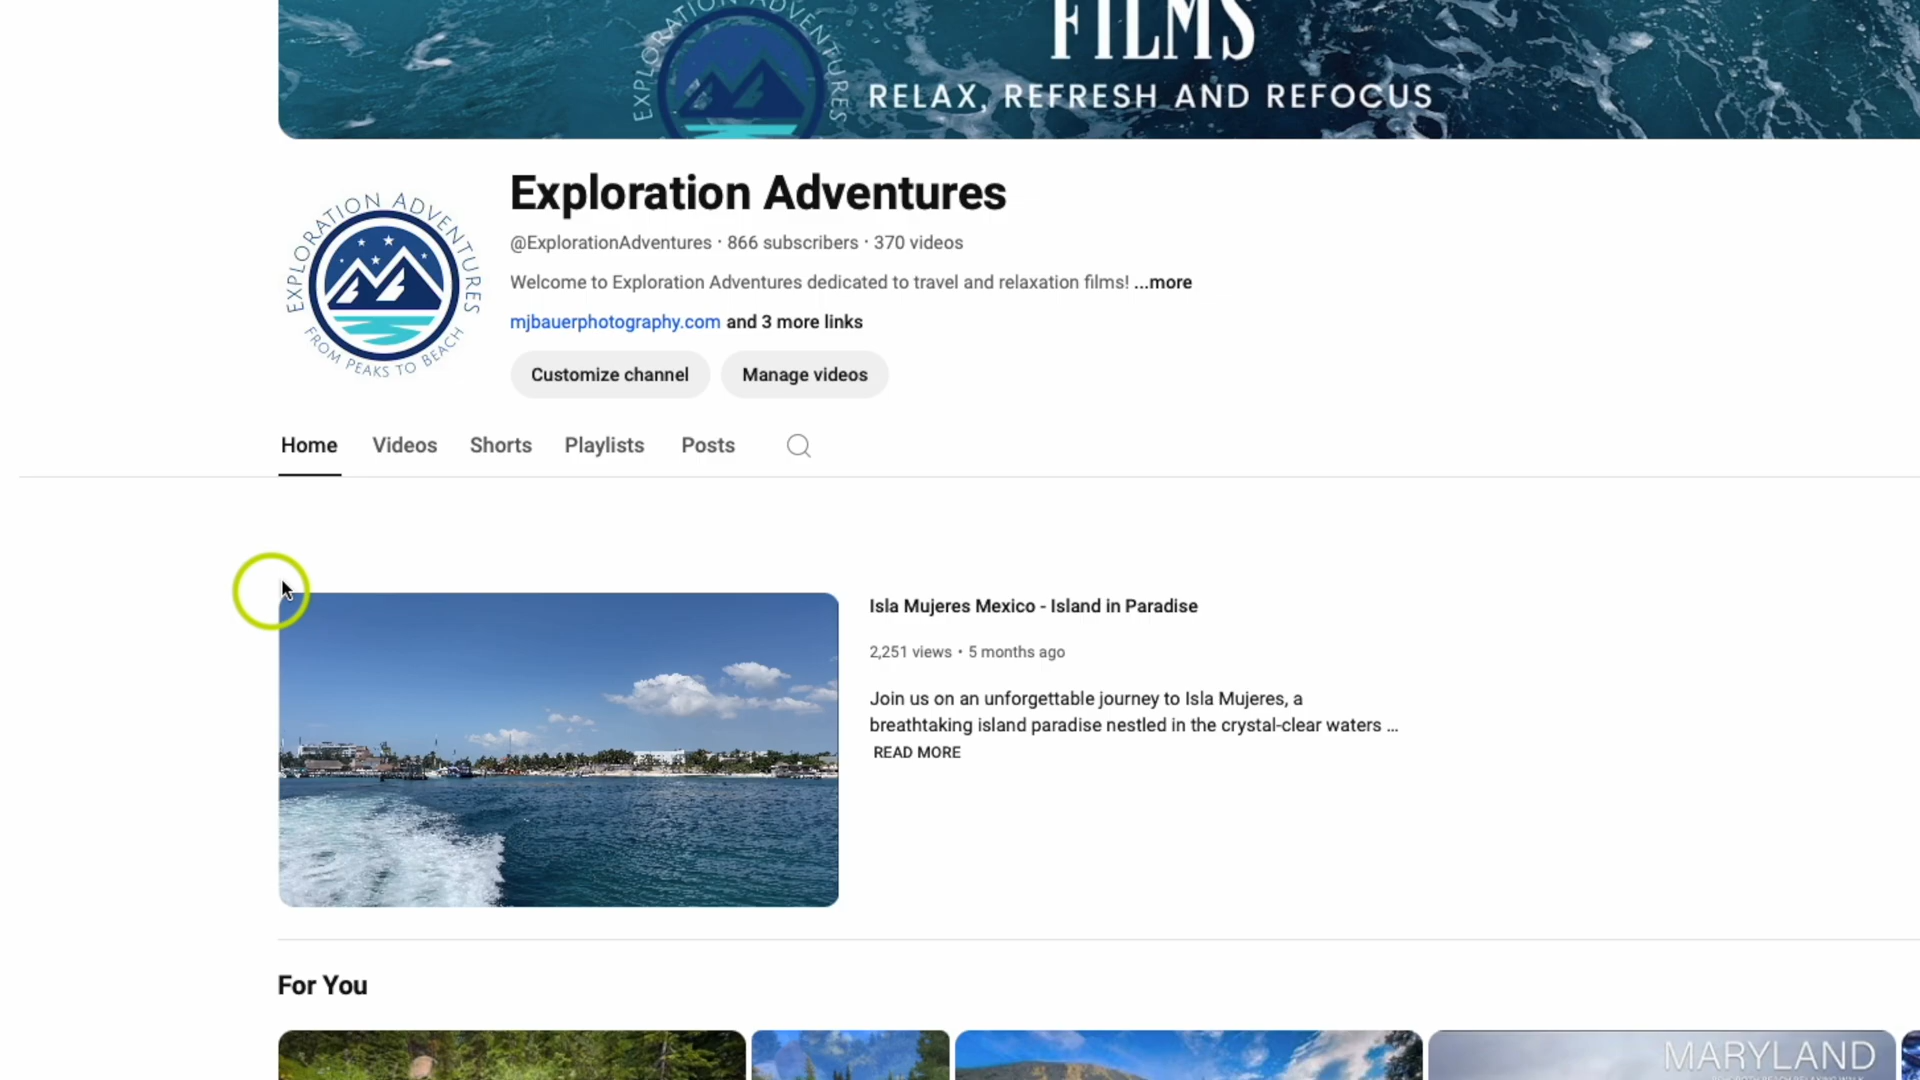 EXPLORATION ADVENTURES
FILMS
RELAX, REFRESH AND REFOCUS
EXPLORATION ADVENTURES
FROM PEAKS TO BEACH
Exploration Adventures
@ExplorationAdventures · 866 subscribers · 370 videos
Welcome to Exploration Adventures dedicated to travel and relaxation films! ...more
mjbauerphotography.com and 3 more links
Customize channel
Manage videos
Home
Videos
Shorts
Playlists
Posts
Isla Mujeres Mexico - Island in Paradise
2,251 views • 5 months ago
Join us on an unforgettable journey to Isla Mujeres, a
breathtaking island paradise nestled in the crystal-clear waters ...
READ MORE
For You
MARYLAND